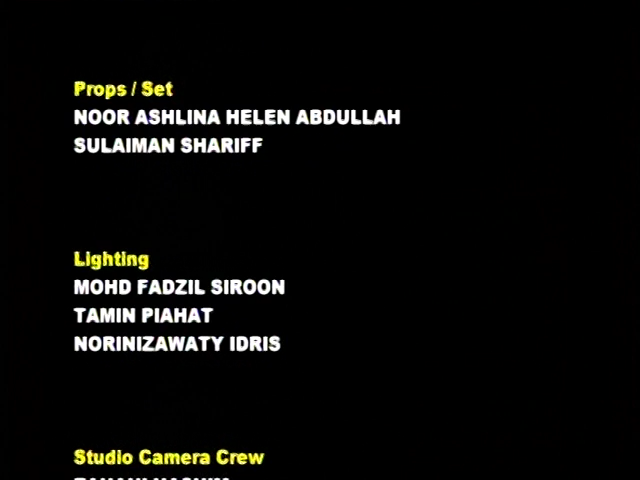 Props / Set
NOOR ASHLINA HELEN ABDULLAH
SULAIMAN SHARIFF
Lighting
MOHD FADZIL SIROON
TAMIN PIAHAT
NORINIZAWATY IDRIS
Studio Camera Crew